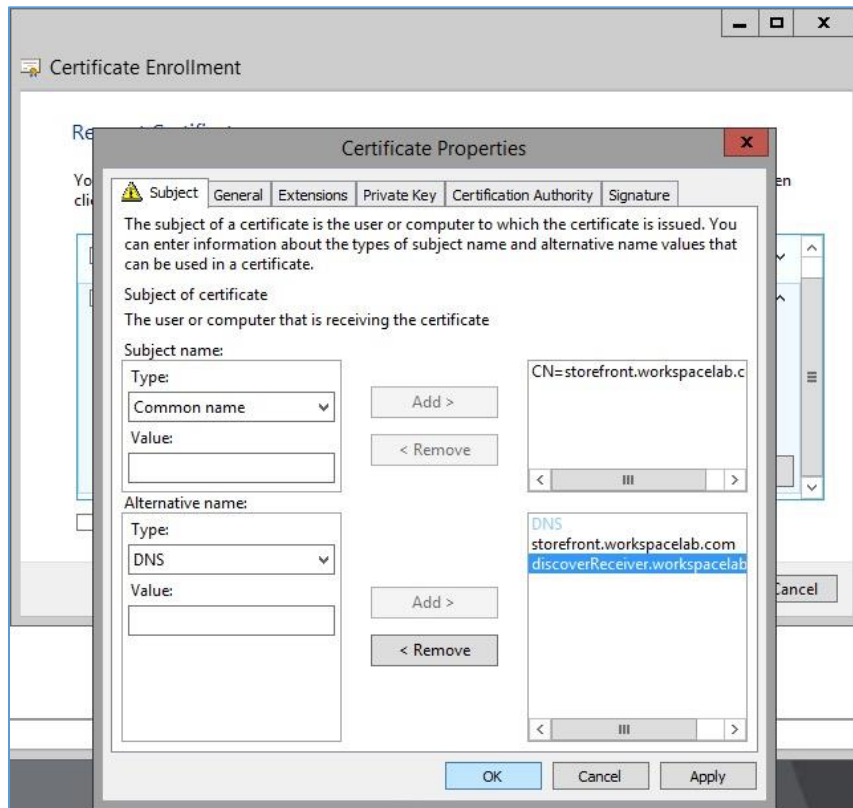 Certificate Enrollment
Certificate Properties
Subject
General
Extensions
Private Key
Certification Authority
Signature
The subject of a certificate is the user or computer to which the certificate is issued. You
can enter information about the types of subject name and alternative name values that
can be used in a certificate.
Subject of certificate
The user or computer that is receiving the certificate
Subject name:
Type:
Common name
Value:
Add >
< Remove
CN=storefront.workspacelab.c
Alternative name:
Type:
DNS
Value:
Add >
< Remove
DNS
storefront.workspacelab.com
discoverReceiver.workspacelab
OK
Cancel
Apply
Cancel